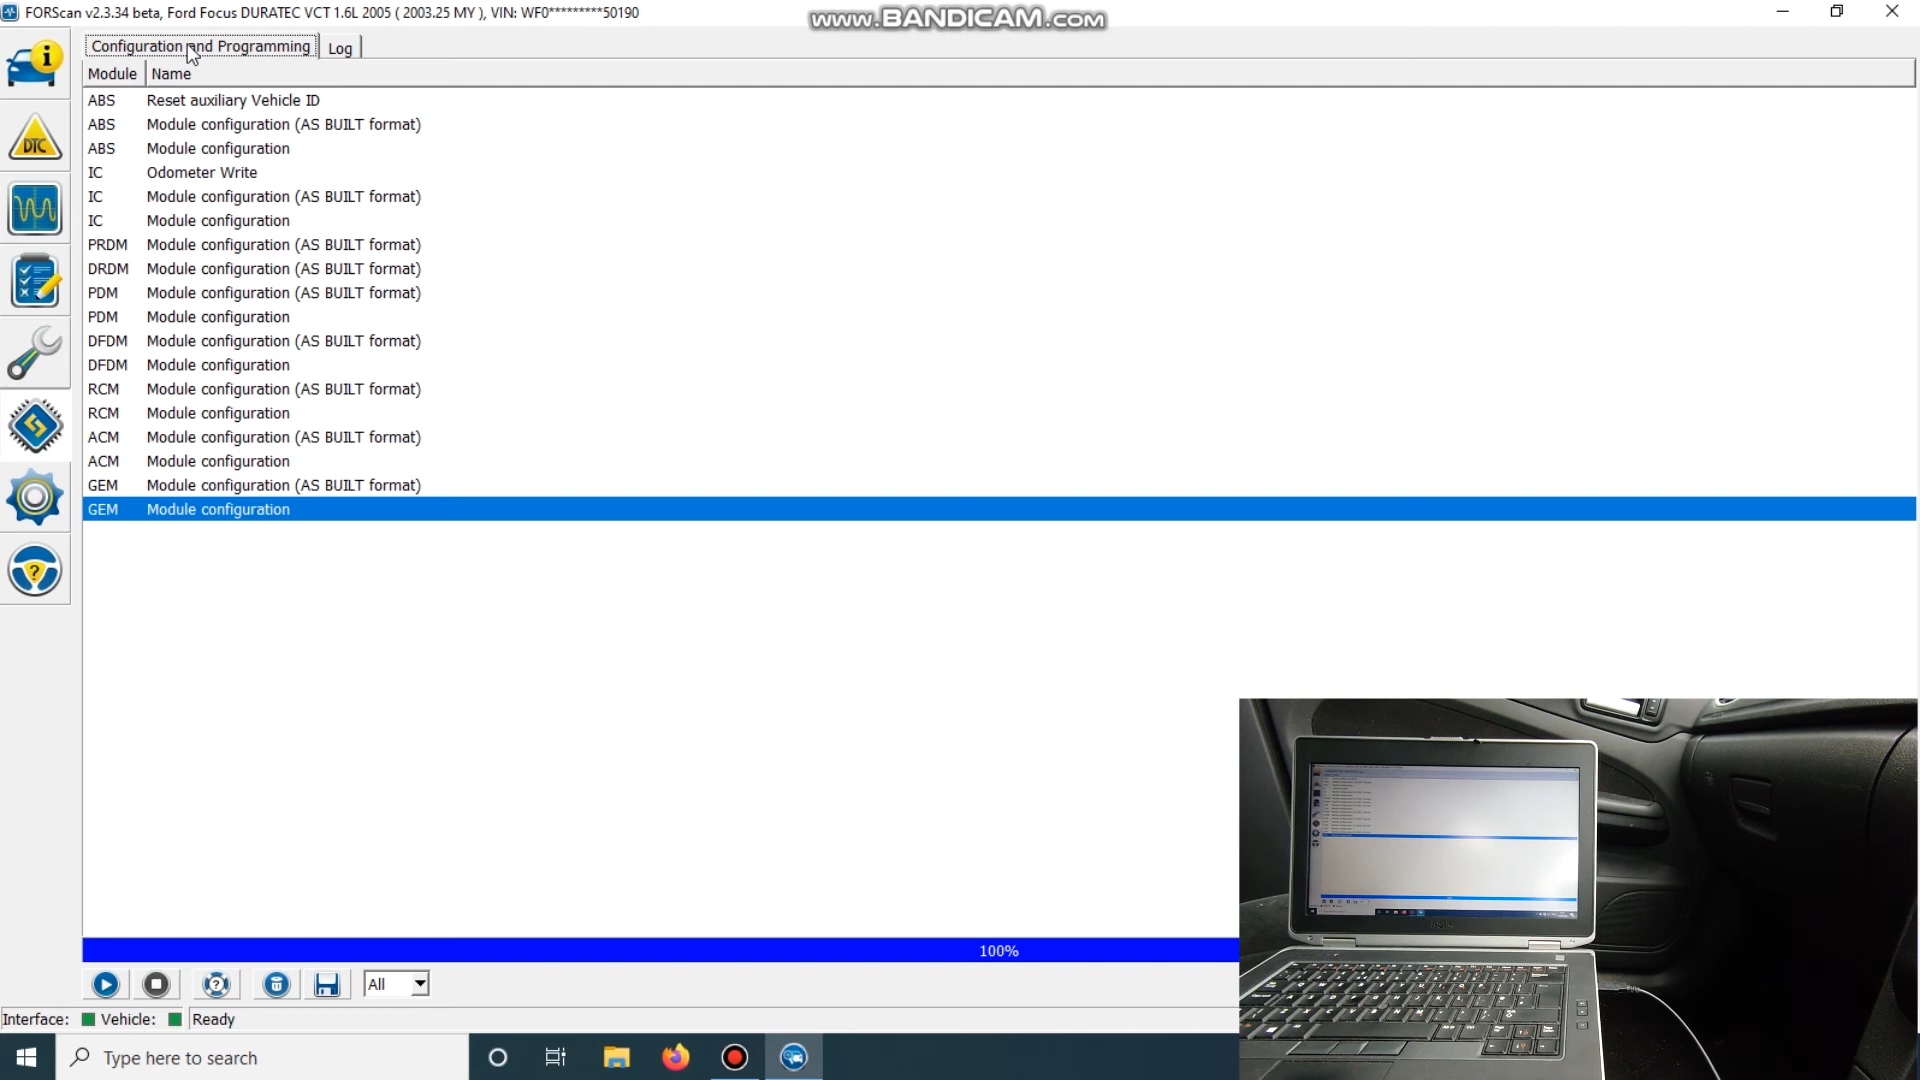 FORScan v2.3.34 beta, Ford Focus DURATEC VCT 1.6L 2005 ( 2003.25 MY ), VIN: WF0*********50190
www.BANDICAM.com
Configuration and Programming
Log
Module Name
ABS Reset auxiliary Vehicle ID
ABS Module configuration (AS BUILT format)
ABS Module configuration
IC Odometer Write
IC Module configuration (AS BUILT format)
IC Module configuration
PRDM Module configuration (AS BUILT format)
DRDM Module configuration (AS BUILT format)
PDM Module configuration (AS BUILT format)
PDM Module configuration
DFDM Module configuration (AS BUILT format)
DFDM Module configuration
RCM Module configuration (AS BUILT format)
RCM Module configuration
ACM Module configuration (AS BUILT format)
ACM Module configuration
GEM Module configuration (AS BUILT format)
GEM Module configuration
DTC
100%
All
Interface: Vehicle: Ready
Type here to search